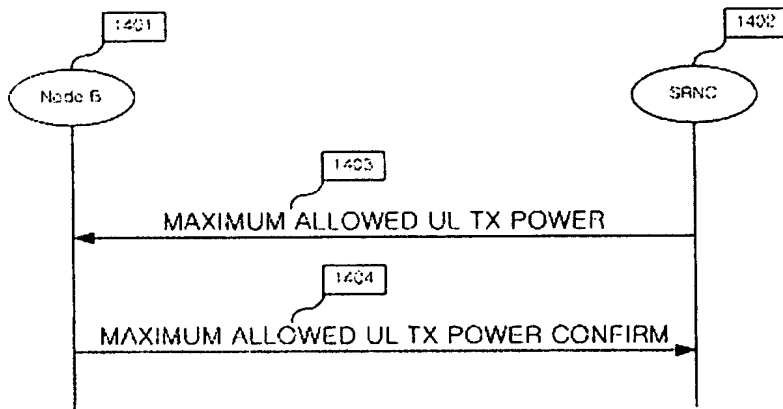 1401
1402
Node B
SRNC
1403
MAXIMUM ALLOWED UL TX POWER
1404
MAXIMUM ALLOWED UL TX POWER CONFIRM